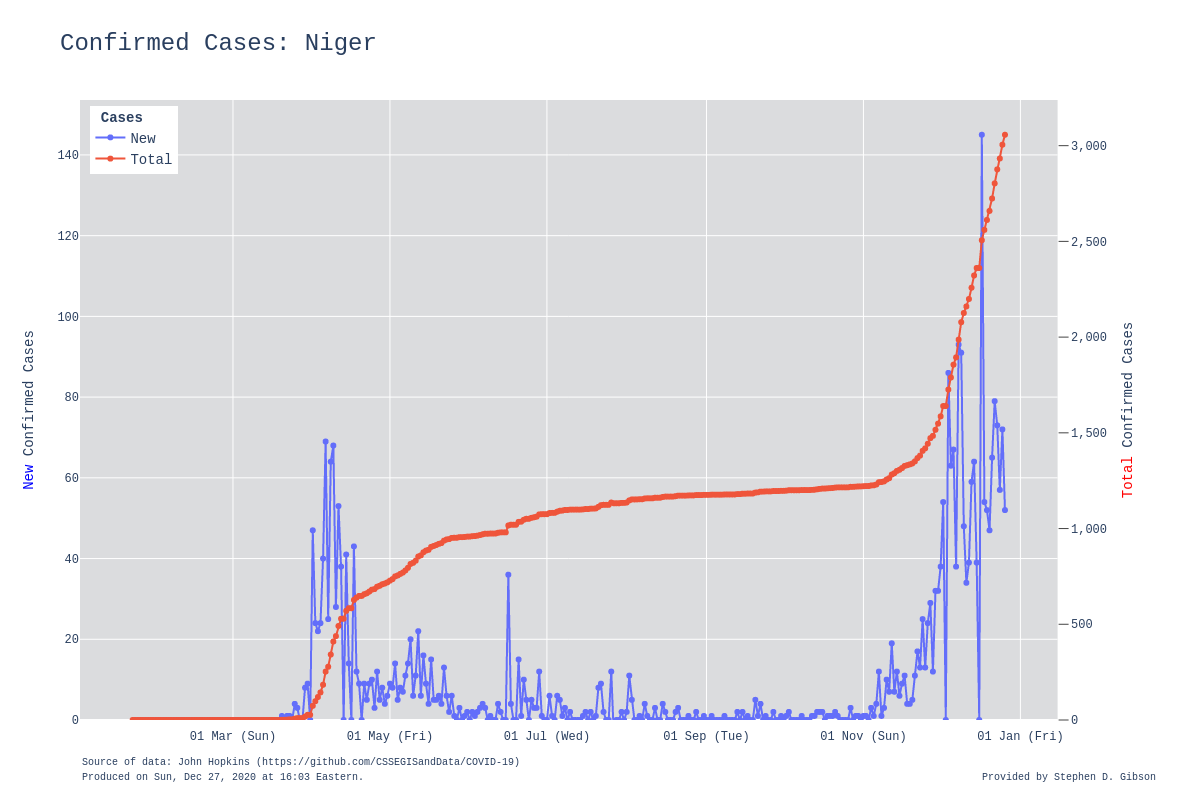 Confirmed Cases: Niger
Cases
New
Total
140
120
100
80
60
40
20
0
3,000
2,500
2,000
1,500
1,000
500
0
New Confirmed Cases
Total Confirmed Cases
01 Mar (Sun)
01 May (Fri)
01 Jul (Wed)
01 Sep (Tue)
01 Nov (Sun)
01 Jan (Fri)
Source of data: John Hopkins (https://github.com/CSSEGISandData/COVID-19)
Produced on Sun, Dec 27, 2020 at 16:03 Eastern.
Provided by Stephen D. Gibson